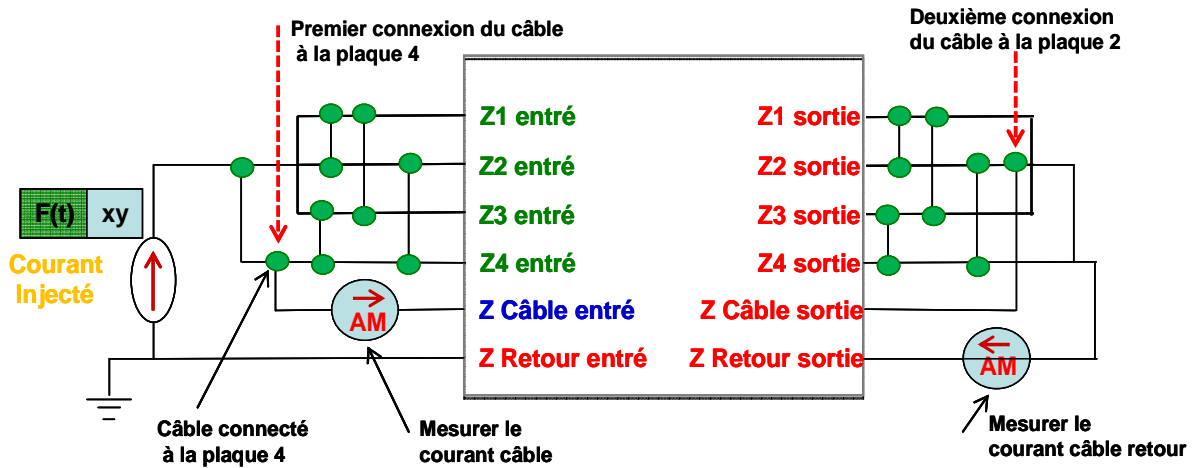 Premier connexion du câble
à la plaque 4
Deuxième connexion
du câble à la plaque 2
Z1 entré
Z1 sortie
Z2 entré
Z2 sortie
F(t) xy
Z3 entré
Z3 sortie
Courant
Injecté
Z4 entré
Z4 sortie
AM
Z Câble entré
Z Câble sortie
Z Retour entré
Z Retour sortie
AM
Câble connecté
à la plaque 4
Mesurer le
courant câble
Mesurer le
courant câble retour